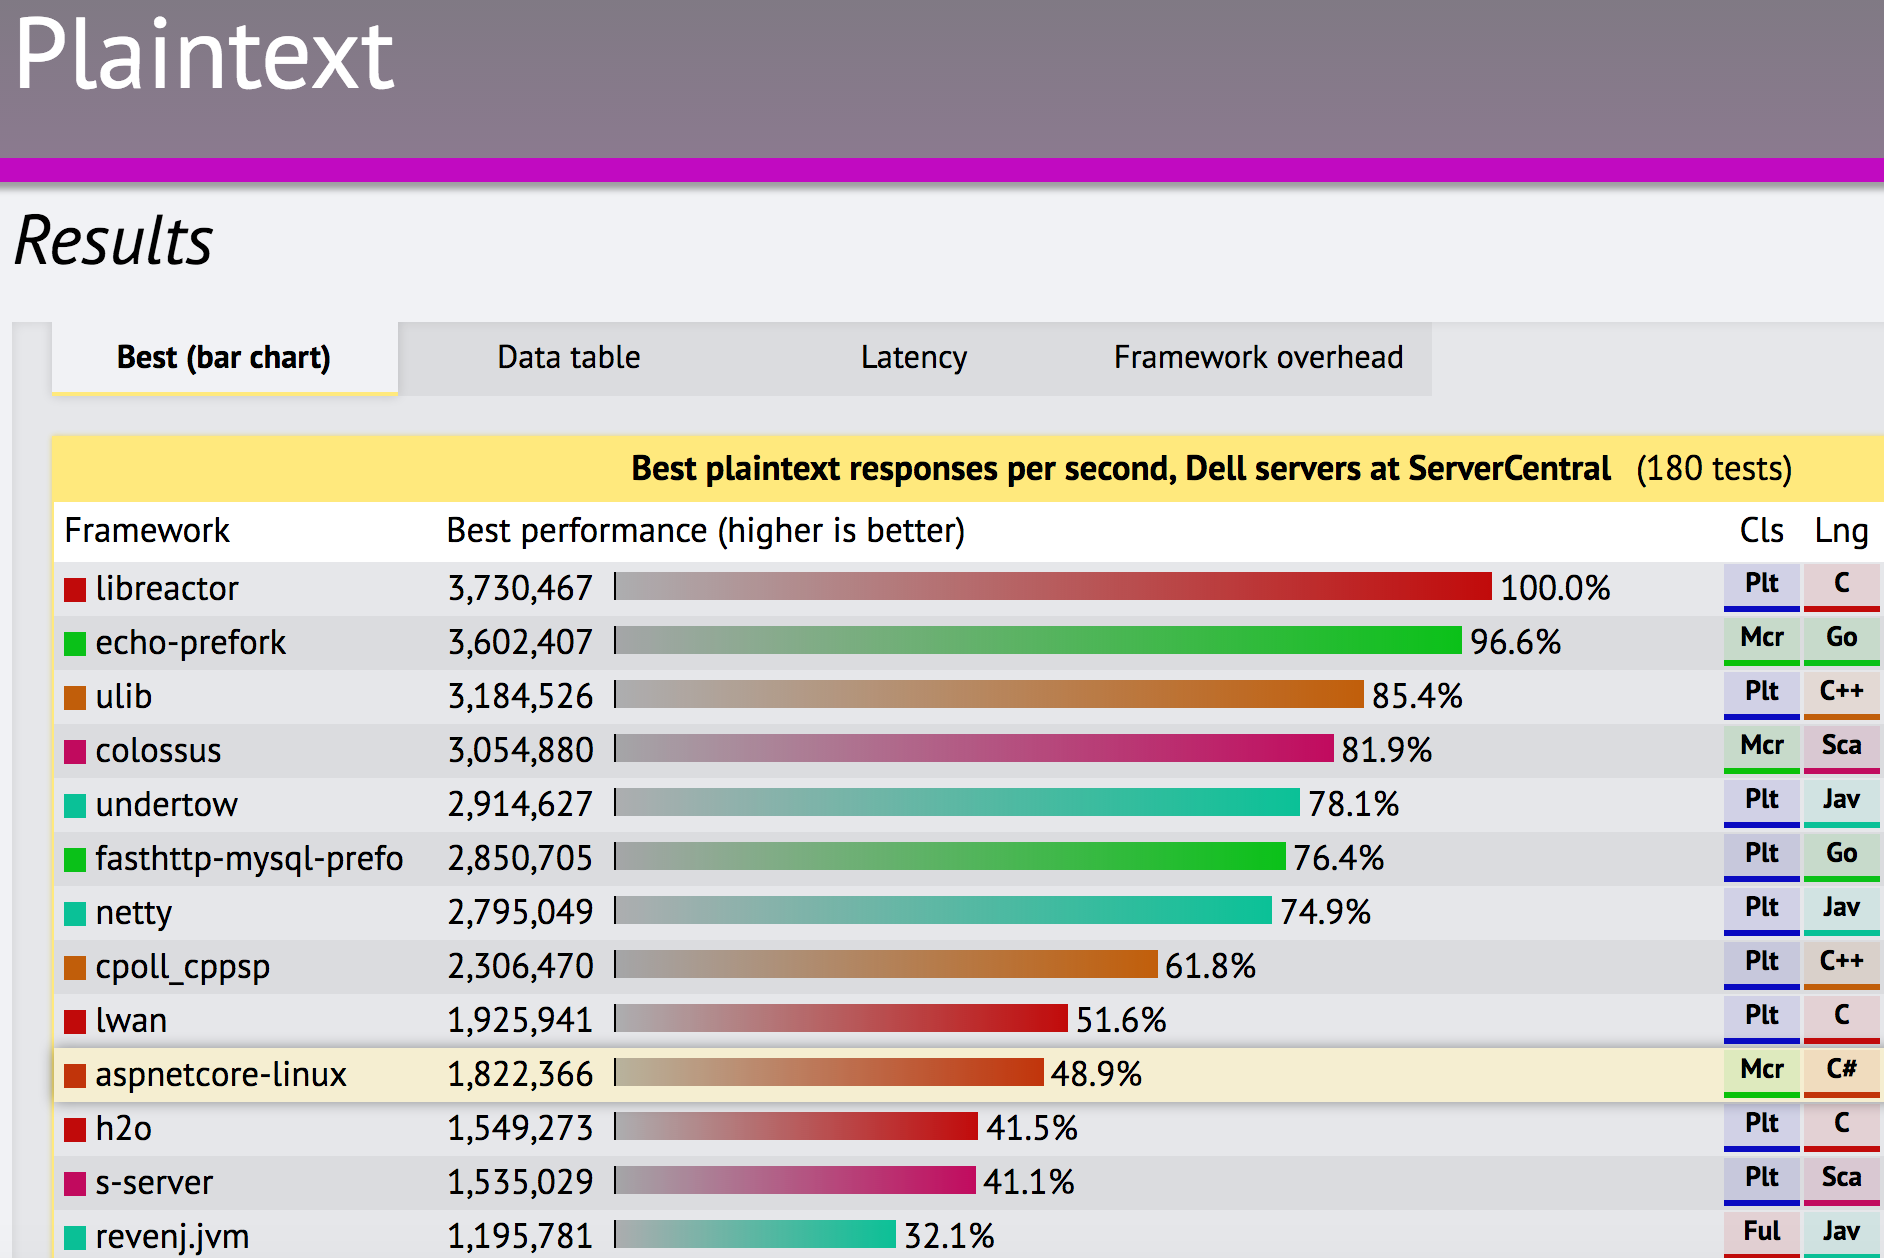 Plaintext
Results
Best (bar chart) Data table Latency Framework overhead
Best plaintext responses per second, Dell servers at ServerCentral (180 tests)
Framework Best performance (higher is better) Cls Lng
libreactor 3,730,467 100.0% Plt C
echo-prefork 3,602,407 96.6% Mcr Go
ulib 3,184,526 85.4% Plt C++
colossus 3,054,880 81.9% Mcr Sca
undertow 2,914,627 78.1% Plt Jav
fasthttp-mysql-prefo 2,850,705 76.4% Plt Go
netty 2,795,049 74.9% Plt Jav
cpoll_cppsp 2,306,470 61.8% Plt C++
lwan 1,925,941 51.6% Plt C
aspnetcore-linux 1,822,366 48.9% Mcr C#
h2o 1,549,273 41.5% Plt C
s-server 1,535,029 41.1% Plt Sca
revenj.jvm 1,195,781 32.1% Ful Jav